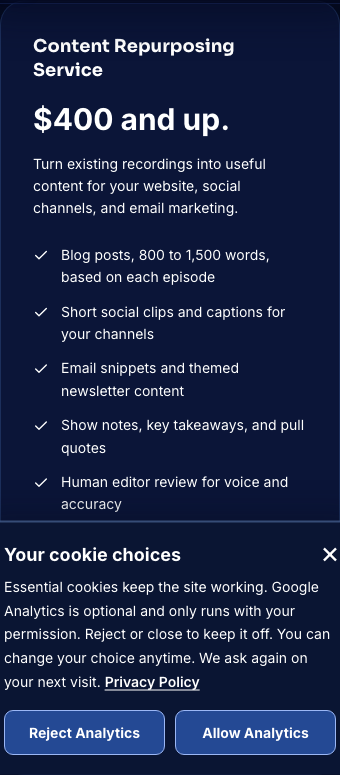 Content Repurposing
Service
$400 and up.
Turn existing recordings into useful
content for your website, social
channels, and email marketing.
Blog posts, 800 to 1,500 words,
based on each episode
Short social clips and captions for
your channels
Email snippets and themed
newsletter content
Show notes, key takeaways, and pull
quotes
Human editor review for voice and
accuracy
Your cookie choices
Essential cookies keep the site working. Google
Analytics is optional and only runs with your
permission. Reject or close to keep it off. You can
change your choice anytime. We ask again on
your next visit. Privacy Policy
Reject Analytics
Allow Analytics